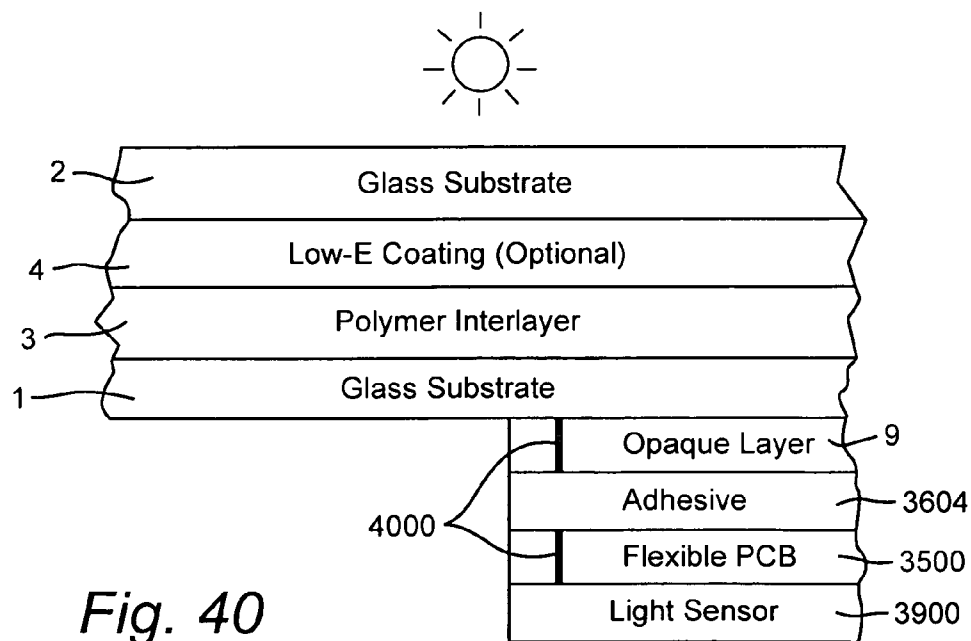 2
Glass Substrate
4
Low-E Coating (Optional)
3
Polymer Interlayer
1
Glass Substrate
Opaque Layer
9
Adhesive
3604
4000
Flexible PCB
3500
Light Sensor
3900
Fig. 40